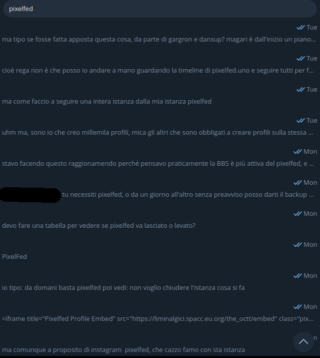 pixelfed
Tue
ma tipo se fosse fatta apposta questa cosa, da parte di gargron e dansup? magari è dall'inizio un piano...
Tue
cioè rega non è che posso io andare a mano guardando la timeline di pixelfed.uno e seguire tutti per f...
Tue
ma come faccio a seguire una intera istanza dalla mia istanza pixelfed
Tue
uhm ma, sono io che creo millemila profili, mica gli altri che sono obbligati a creare profili sulla stessa ...
Mon
stavo facendo questo raggionamento perché pensavo praticamente la BBS è più attiva del pixelfed, e ...
Mon
tu necessiti pixelfed, o da un giorno all'altro senza preavviso posso darti il backup ...
Mon
devo fare una tabella per vedere se pixelfed va lasciato o levato?
Mon
PixelFed
Mon
io tipo: da domani basta pixelfed poi vedi: non voglio chiudere l'istanza cosa si fa
Mon
<iframe title="Pixelfed Profile Embed" src="https://liminalgici.spacc.eu.org/the_octt/embed" class="pix...
ma comunque a proposito di instagram pixelfed, che cazzo famo con sta istanza